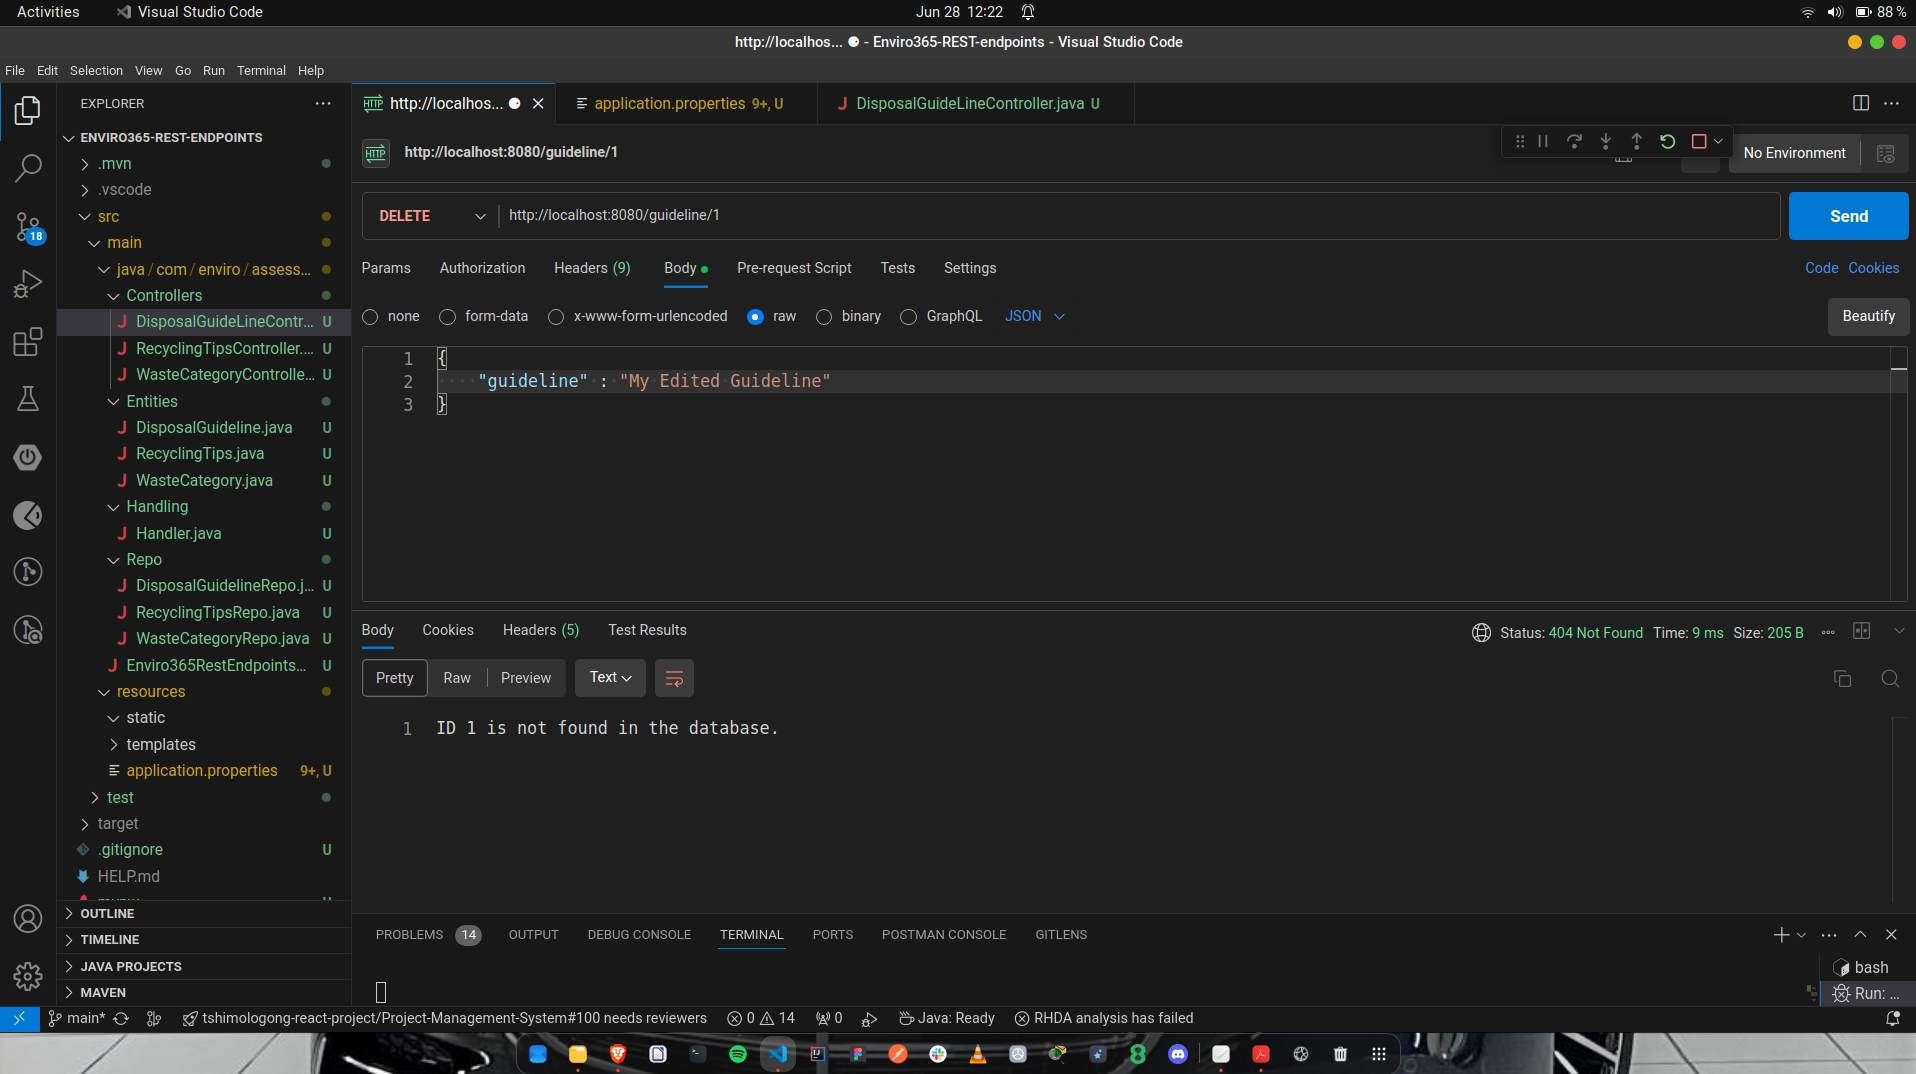 Activities
Visual Studio Code
Jun 28 12:22
88 %
http://localhos... ● - Enviro365-REST-endpoints - Visual Studio Code
File Edit Selection View Go Run Terminal Help
EXPLORER
ENVIRO365-REST-ENDPOINTS
.mvn
.vscode
src
main
java / com / enviro / assess...
Controllers
DisposalGuideLineContr... U
RecyclingTipsController.... U
WasteCategoryControlle... U
Entities
DisposalGuideline.java U
RecyclingTips.java U
WasteCategory.java U
Handling
Handler.java U
Repo
DisposalGuidelineRepo.j... U
RecyclingTipsRepo.java U
WasteCategoryRepo.java U
Enviro365RestEndpoints... U
resources
static
templates
application.properties 9+, U
test
target
.gitignore U
HELP.md
OUTLINE
TIMELINE
JAVA PROJECTS
MAVEN
18
HTTP http://localhos...
application.properties 9+, U
DisposalGuideLineController.java U
HTTP http://localhost:8080/guideline/1
No Environment
DELETE http://localhost:8080/guideline/1
Send
Params Authorization Headers (9) Body Pre-request Script Tests Settings
Code Cookies
none form-data x-www-form-urlencoded raw binary GraphQL JSON
Beautify
1 {
2 "guideline" : "My Edited Guideline"
3 }
Body Cookies Headers (5) Test Results
Status: 404 Not Found Time: 9 ms Size: 205 B
Pretty Raw Preview Text
1 ID 1 is not found in the database.
PROBLEMS 14 OUTPUT DEBUG CONSOLE TERMINAL PORTS POSTMAN CONSOLE GITLENS
bash
Run: ...
main* tshimologong-react-project/Project-Management-System#100 needs reviewers 0 14 0 Java: Ready RHDA analysis has failed